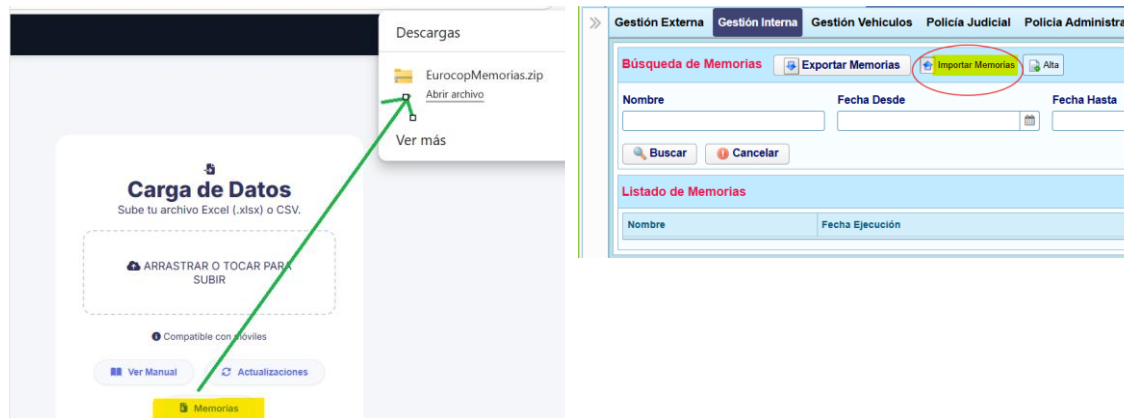 Descargas
EurocopMemorias.zip
Abrir archivo
Ver más
Carga de Datos
Sube tu archivo Excel (.xlsx) o CSV.
ARRASTRAR O TOCAR PARA
SUBIR
Compatible con móviles
Ver Manual Actualizaciones
Memorias
Gestión Externa Gestión Interna Gestión Vehiculos Policía Judicial Policia Administra
Búsqueda de Memorias Exportar Memorias Importar Memorias Alta
Nombre Fecha Desde Fecha Hasta
Buscar Cancelar
Listado de Memorias
Nombre Fecha Ejecución